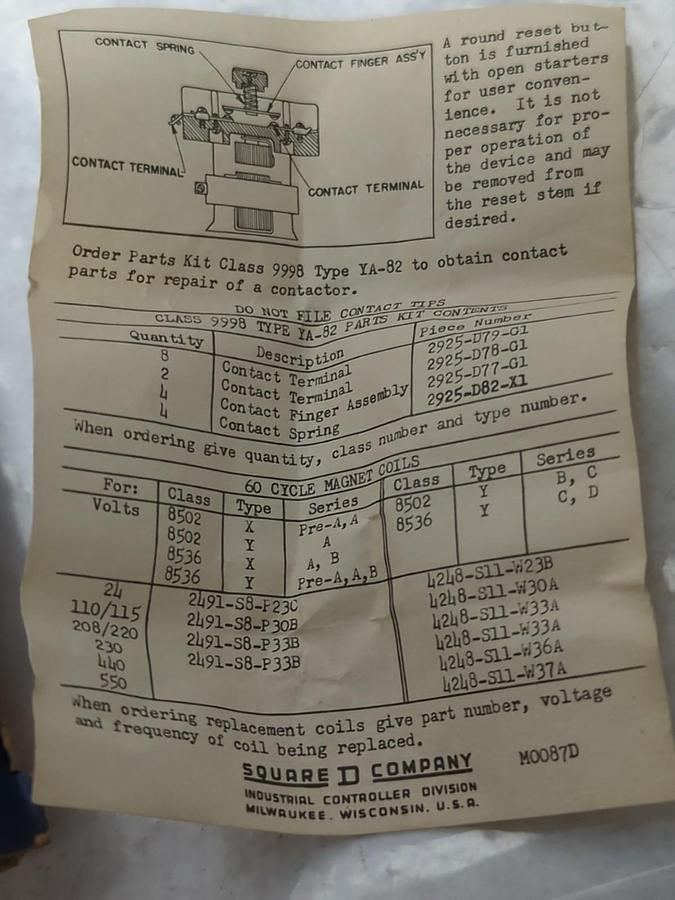 CONTACT SPRING
CONTACT FINGER ASS'Y
CONTACT TERMINAL
CONTACT TERMINAL
A round reset but-
ton is furnished
with open starters
for user conven-
ience. It is not
necessary for pro-
per operation of
the device and may
be removed from
the reset stem if
desired.
Order Parts Kit Class 9998 Type YA-82 to obtain contact
parts for repair of a contactor.
DO NOT FILE CONTACT TIPS
CLASS 9998 TYPE YA-82 PARTS KIT CONTENTS
Quantity Description Piece Number
8 Contact Terminal 2925-D79-G1
2 Contact Terminal 2925-D78-G1
4 Contact Finger Assembly 2925-D77-G1
4 Contact Spring 2925-D82-X1
When ordering give quantity, class number and type number.
60 CYCLE MAGNET COILS
For: Class Type Series Class Type Series
Volts 8502 X Pre-A,A 8502 Y B, C
8502 Y A 8536 Y C, D
8536 X A, B
8536 Y Pre-A,A,B
24 2491-S8-P23C 4248-S11-W23B
110/115 2491-S8-P30B 4248-S11-W30A
208/220 2491-S8-P33B 4248-S11-W33A
230 2491-S8-P33B 4248-S11-W33A
440 4248-S11-W36A
550 4248-S11-W37A
When ordering replacement coils give part number, voltage
and frequency of coil being replaced.
SQUARE D COMPANY M0087D
INDUSTRIAL CONTROLLER DIVISION
MILWAUKEE, WISCONSIN, U.S.A.